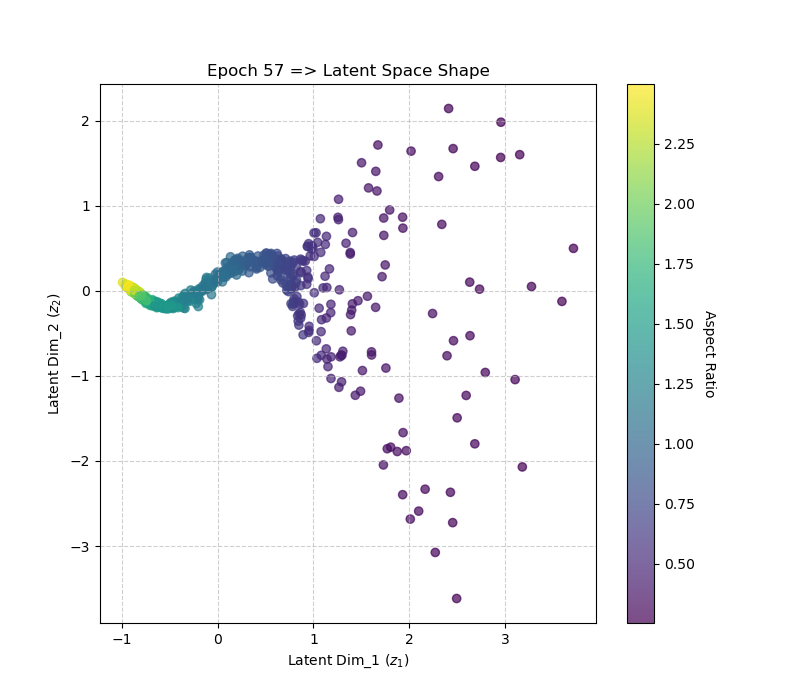 Epoch 57 => Latent Space Shape
2
1
0
−1
−2
−3
Latent Dim_2 (z₂)
−1 0 1 2 3
Latent Dim_1 (z₁)
2.25
2.00
1.75
1.50
1.25
1.00
0.75
0.50
Aspect Ratio